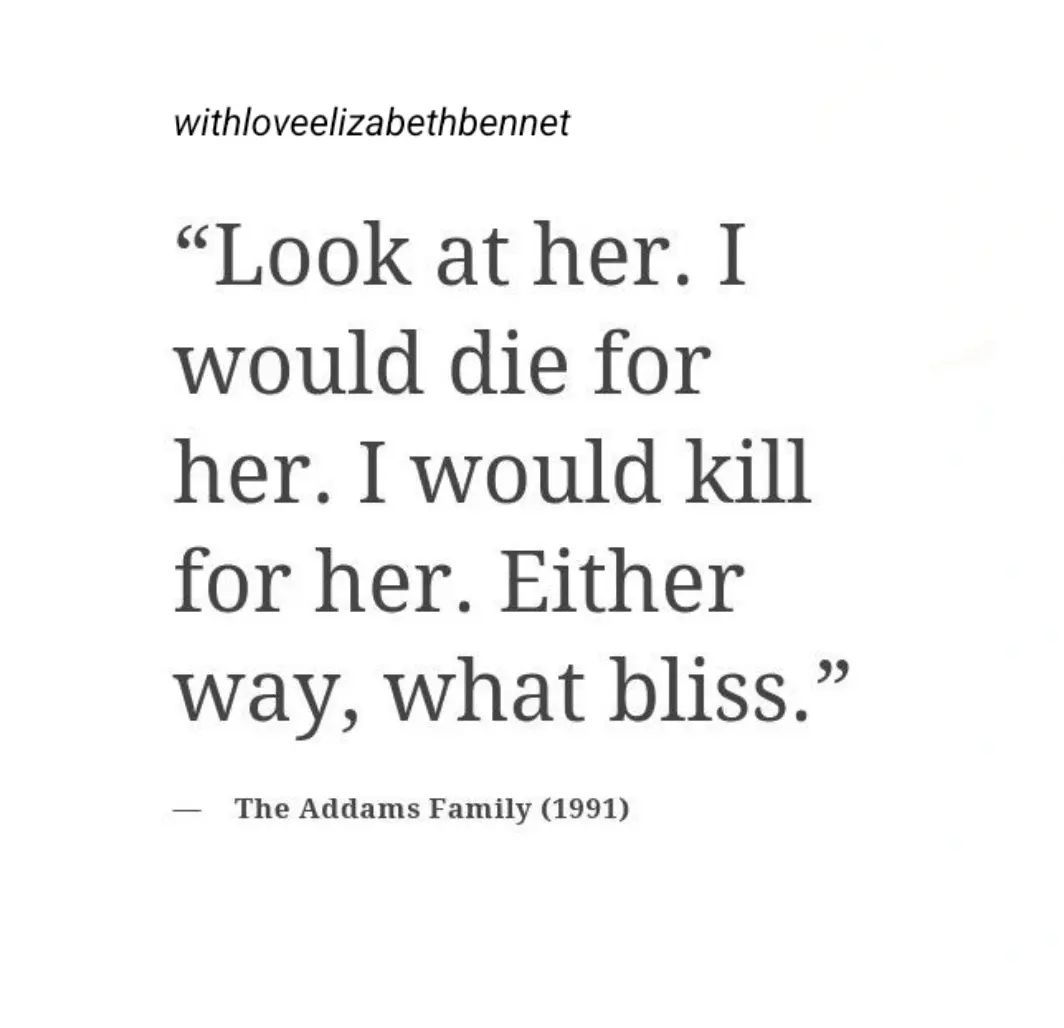 withloveelizabethbennet
“Look at her. I
would die for
her. I would kill
for her. Either
way, what bliss.”
— The Addams Family (1991)